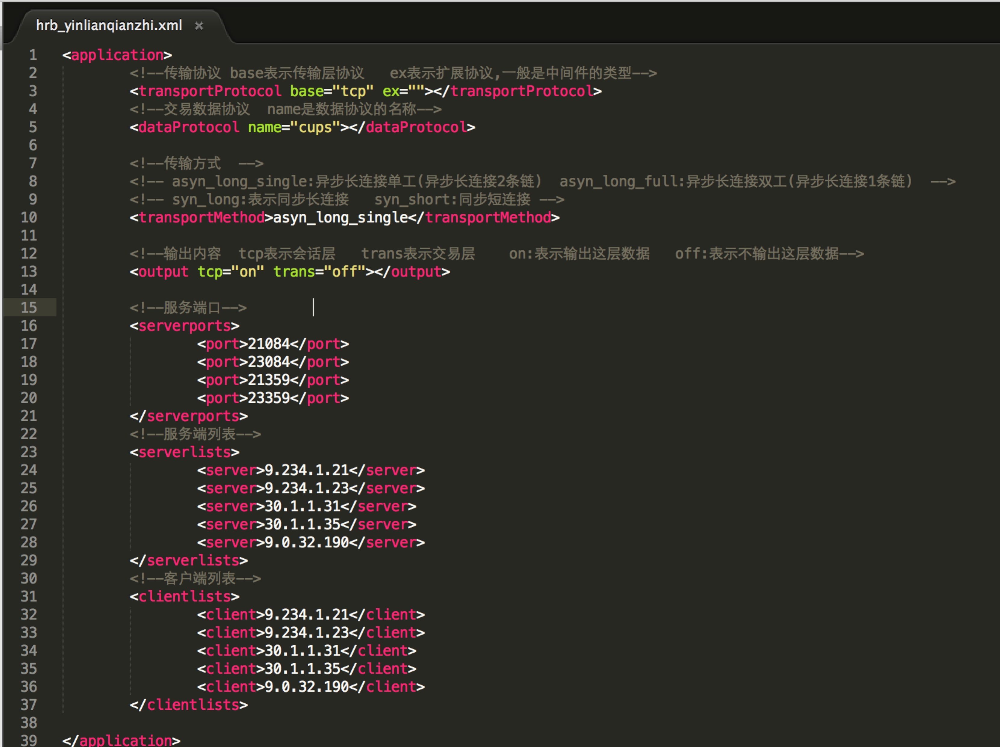 hrb_yinlianqianzhi.xml
1 <application>
2 <!--传输协议 base表示传输层协议   ex表示扩展协议,一般是中间件的类型-->
3 <transportProtocol base="tcp" ex=""></transportProtocol>
4 <!--交易数据协议  name是数据协议的名称-->
5 <dataProtocol name="cups"></dataProtocol>
6
7 <!--传输方式  -->
8 <!-- asyn_long_single:异步长连接单工(异步长连接2条链)  asyn_long_full:异步长连接双工(异步长连接1条链)  -->
9 <!-- syn_long:表示同步长连接   syn_short:同步短连接 -->
10 <transportMethod>asyn_long_single</transportMethod>
11
12 <!--输出内容  tcp表示会话层   trans表示交易层    on:表示输出这层数据   off:表示不输出这层数据-->
13 <output tcp="on" trans="off"></output>
14
15 <!--服务端口-->
16 <serverports>
17 <port>21084</port>
18 <port>23084</port>
19 <port>21359</port>
20 <port>23359</port>
21 </serverports>
22 <!--服务端列表-->
23 <serverlists>
24 <server>9.234.1.21</server>
25 <server>9.234.1.23</server>
26 <server>30.1.1.31</server>
27 <server>30.1.1.35</server>
28 <server>9.0.32.190</server>
29 </serverlists>
30 <!--客户端列表-->
31 <clientlists>
32 <client>9.234.1.21</client>
33 <client>9.234.1.23</client>
34 <client>30.1.1.31</client>
35 <client>30.1.1.35</client>
36 <client>9.0.32.190</client>
37 </clientlists>
38
39 </application>